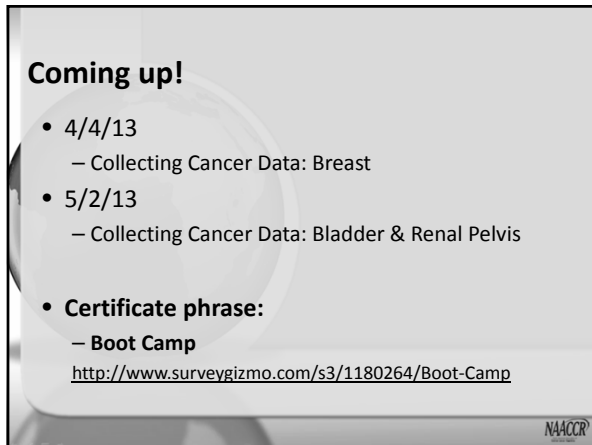 Coming up!
• 4/4/13
– Collecting Cancer Data: Breast
• 5/2/13
– Collecting Cancer Data: Bladder & Renal Pelvis
• Certificate phrase:
– Boot Camp
http://www.surveygizmo.com/s3/1180264/Boot-Camp
NAACCR